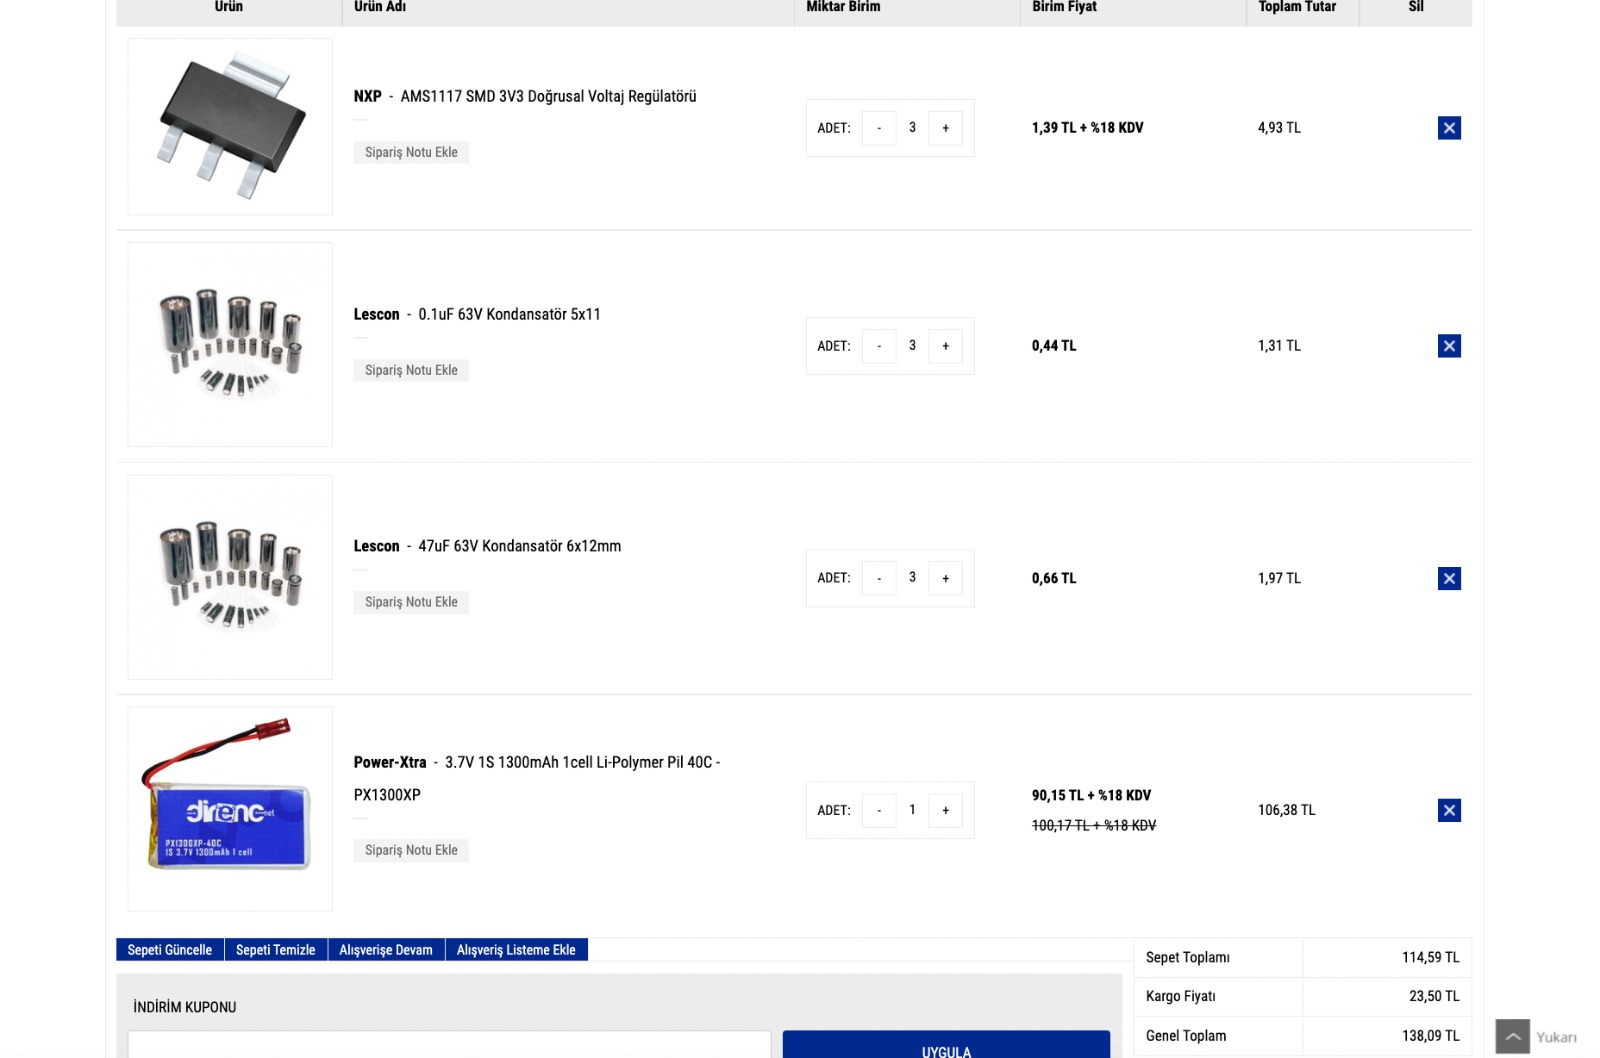 Ürün Ürün Adı Miktar Birim Birim Fiyat Toplam Tutar Sil
NXP - AMS1117 SMD 3V3 Doğrusal Voltaj Regülatörü
Sipariş Notu Ekle
ADET: - 3 +
1,39 TL + %18 KDV
4,93 TL
Lescon - 0.1uF 63V Kondansatör 5x11
Sipariş Notu Ekle
ADET: - 3 +
0,44 TL
1,31 TL
Lescon - 47uF 63V Kondansatör 6x12mm
Sipariş Notu Ekle
ADET: - 3 +
0,66 TL
1,97 TL
direnc.net
PX1300XP-40C
1S 3.7V 1300mAh 1 cell
Power-Xtra - 3.7V 1S 1300mAh 1cell Li-Polymer Pil 40C -
PX1300XP
Sipariş Notu Ekle
ADET: - 1 +
90,15 TL + %18 KDV
100,17 TL + %18 KDV
106,38 TL
Sepeti Güncelle Sepeti Temizle Alışverişe Devam Alışveriş Listeme Ekle
İNDİRİM KUPONU
UYGULA
Sepet Toplamı 114,59 TL
Kargo Fiyatı 23,50 TL
Genel Toplam 138,09 TL
Yukarı